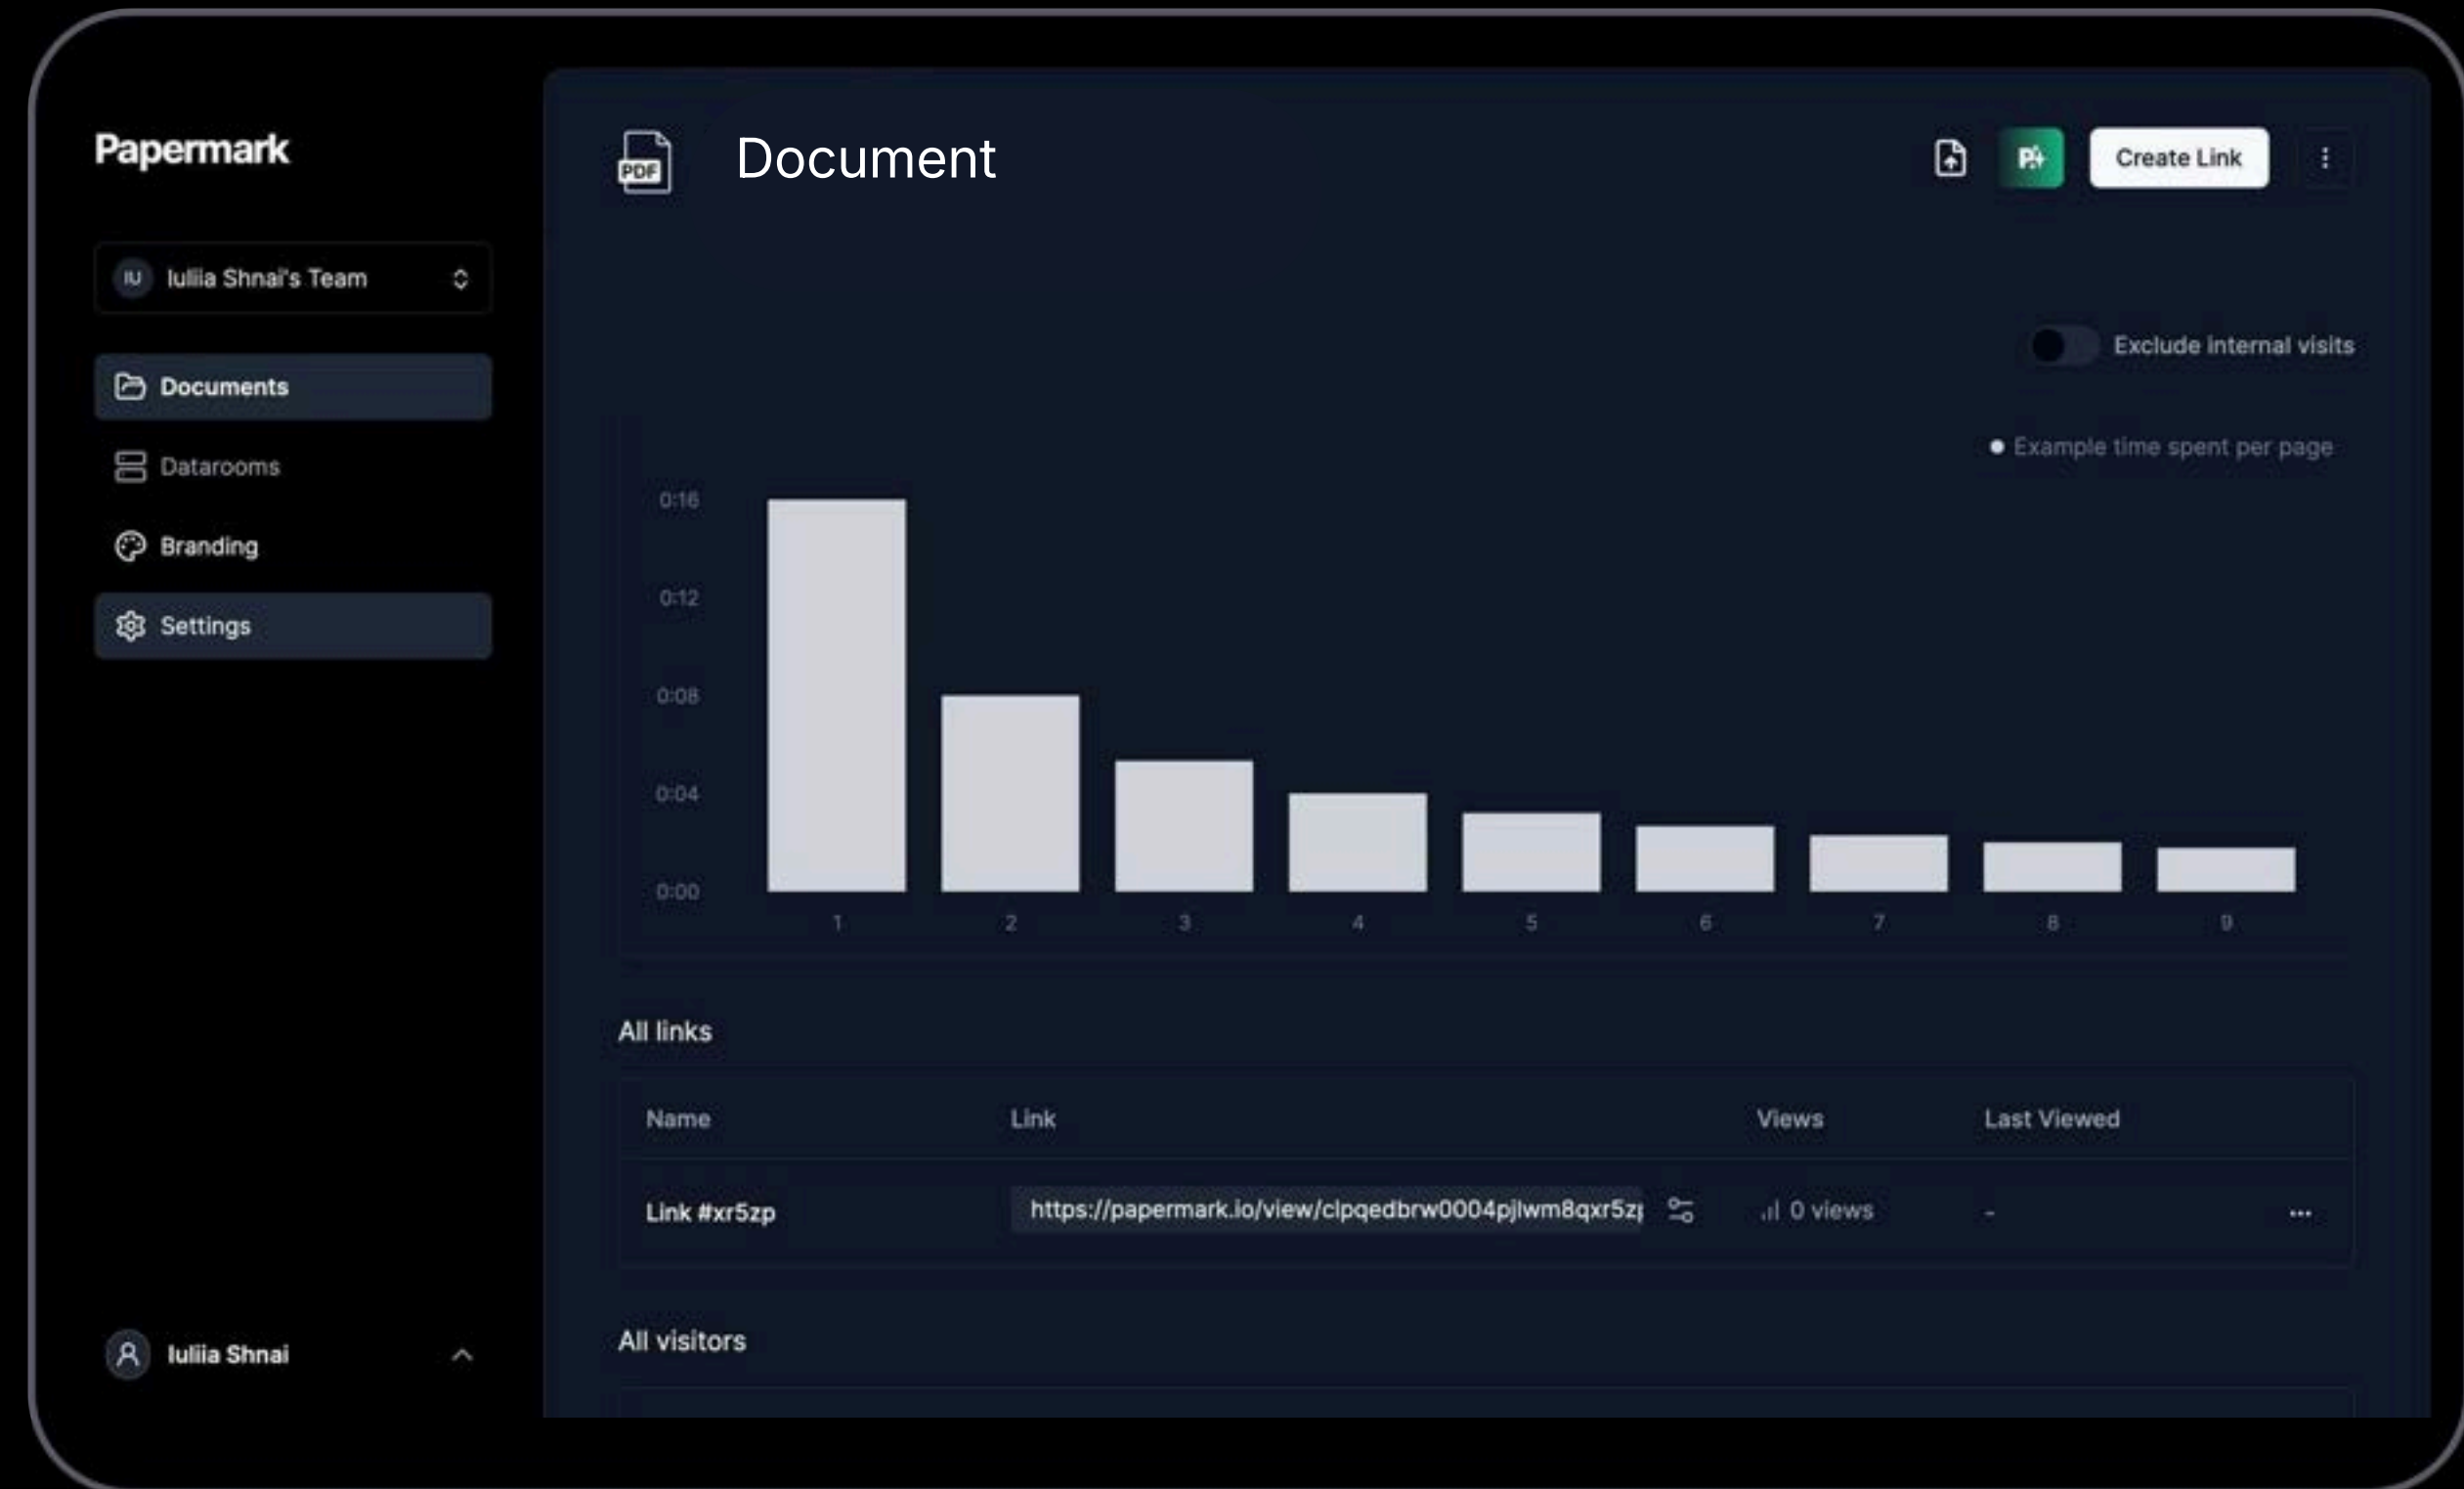 Papermark
IU Iuliia Shnai's Team
Documents
Datarooms
Branding
Settings
Iuliia Shnai
PDF Document
Create Link
Exclude internal visits
Example time spent per page
0:16
0:12
0:08
0:04
0:00
1 2 3 4 5 6 7 8 9
All links
Name Link Views Last Viewed
Link #xr5zp https://papermark.io/view/clpqedbrw0004pjlwm8qxr5zp 0 views -
All visitors